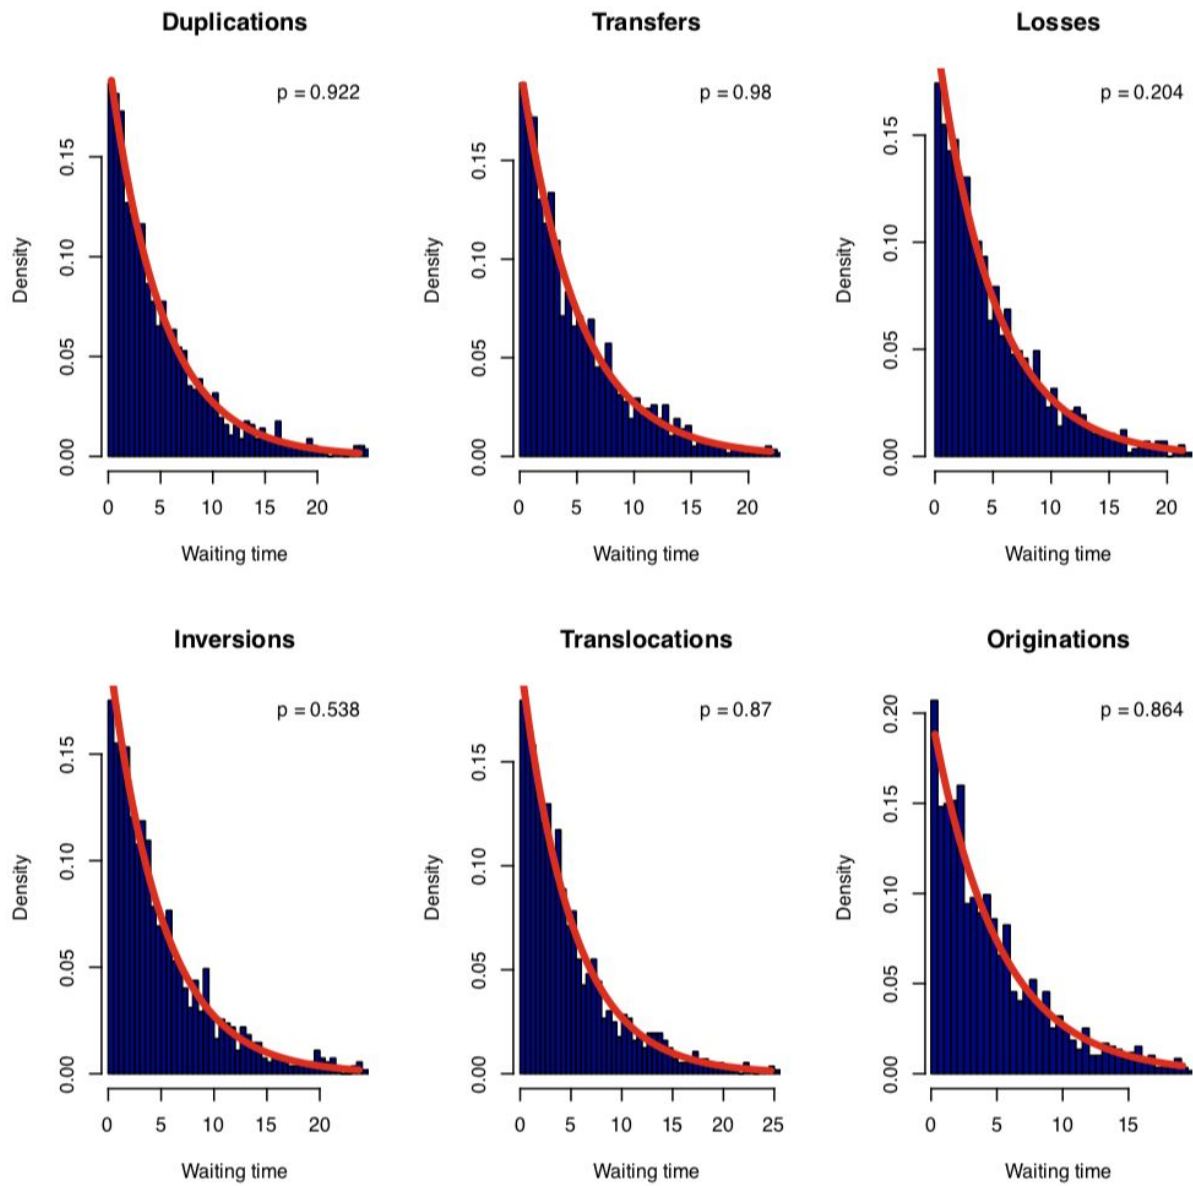 Duplications
p = 0.922
Density
0.00 0.05 0.10 0.15
0 5 10 15 20
Waiting time
Transfers
p = 0.98
Density
0.00 0.05 0.10 0.15
0 5 10 15 20
Waiting time
Losses
p = 0.204
Density
0.00 0.05 0.10 0.15
0 5 10 15 20
Waiting time
Inversions
p = 0.538
Density
0.00 0.05 0.10 0.15
0 5 10 15 20
Waiting time
Translocations
p = 0.87
Density
0.00 0.05 0.10 0.15
0 5 10 15 20 25
Waiting time
Originations
p = 0.864
Density
0.00 0.05 0.10 0.15 0.20
0 5 10 15
Waiting time